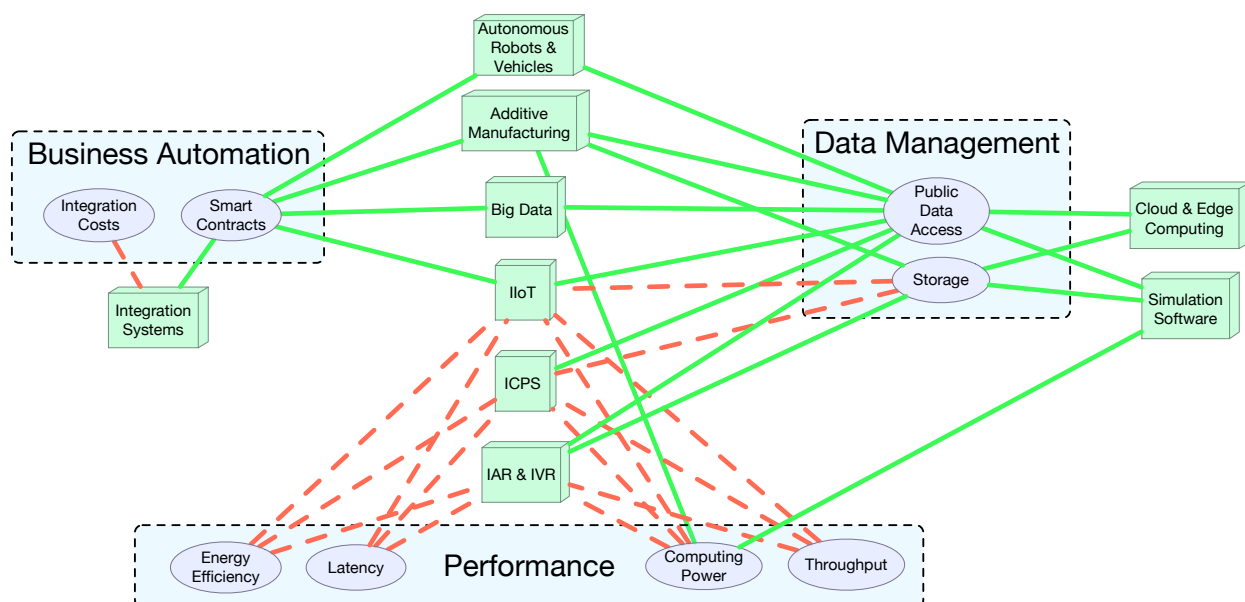 Autonomous
Robots &
Vehicles
Additive
Manufacturing
Business Automation
Data Management
Integration
Costs
Smart
Contracts
Big Data
Public
Data
Access
Cloud & Edge
Computing
Integration
Systems
IIoT
Storage
Simulation
Software
ICPS
IAR & IVR
Energy
Efficiency
Latency
Performance
Computing
Power
Throughput